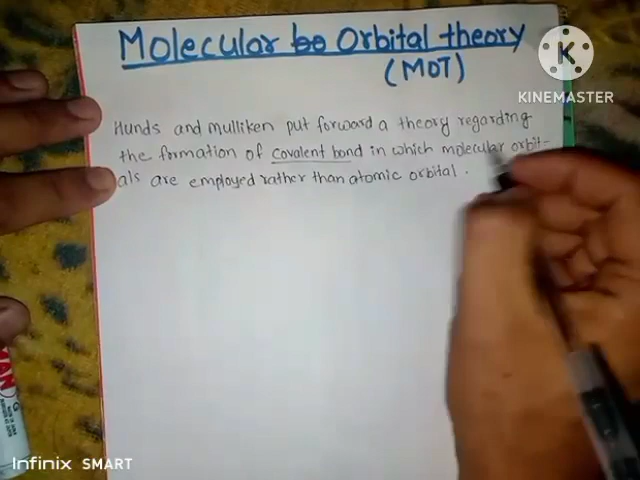 Molecular bo Orbital theory
(MOT)
K
KINEMASTER
Hunds and mulliken put forward a theory regarding
the formation of covalent bond in which molecular orbit-
als are employed rather than atomic orbital.
Infinix SMART